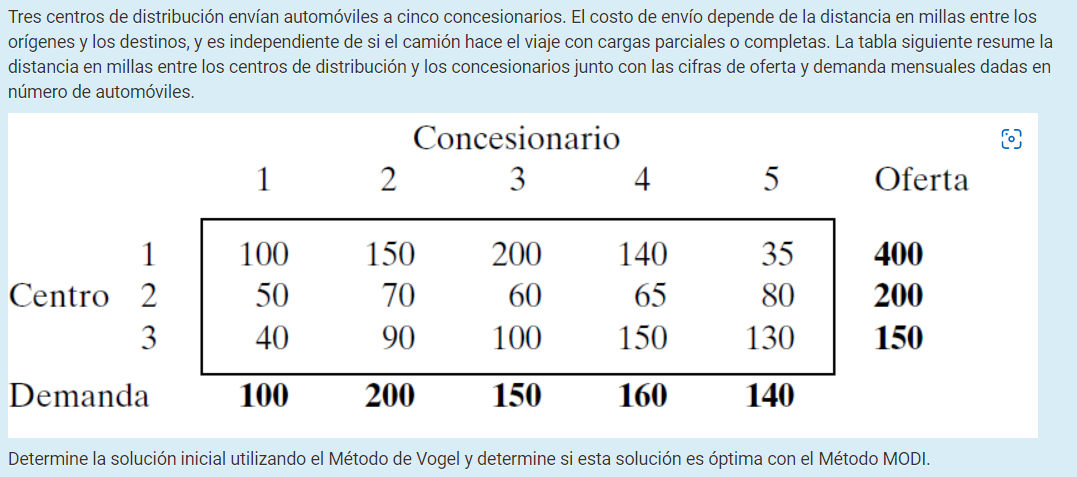 Tres centros de distribución envían automóviles a cinco concesionarios. El costo de envío depende de la distancia en millas entre los
orígenes y los destinos, y es independiente de si el camión hace el viaje con cargas parciales o completas. La tabla siguiente resume la
distancia en millas entre los centros de distribución y los concesionarios junto con las cifras de oferta y demanda mensuales dadas en
número de automóviles.
Concesionario
1 2 3 4 5 Oferta
1 100 150 200 140 35 400
Centro 2 50 70 60 65 80 200
3 40 90 100 150 130 150
Demanda 100 200 150 160 140
Determine la solución inicial utilizando el Método de Vogel y determine si esta solución es óptima con el Método MODI.